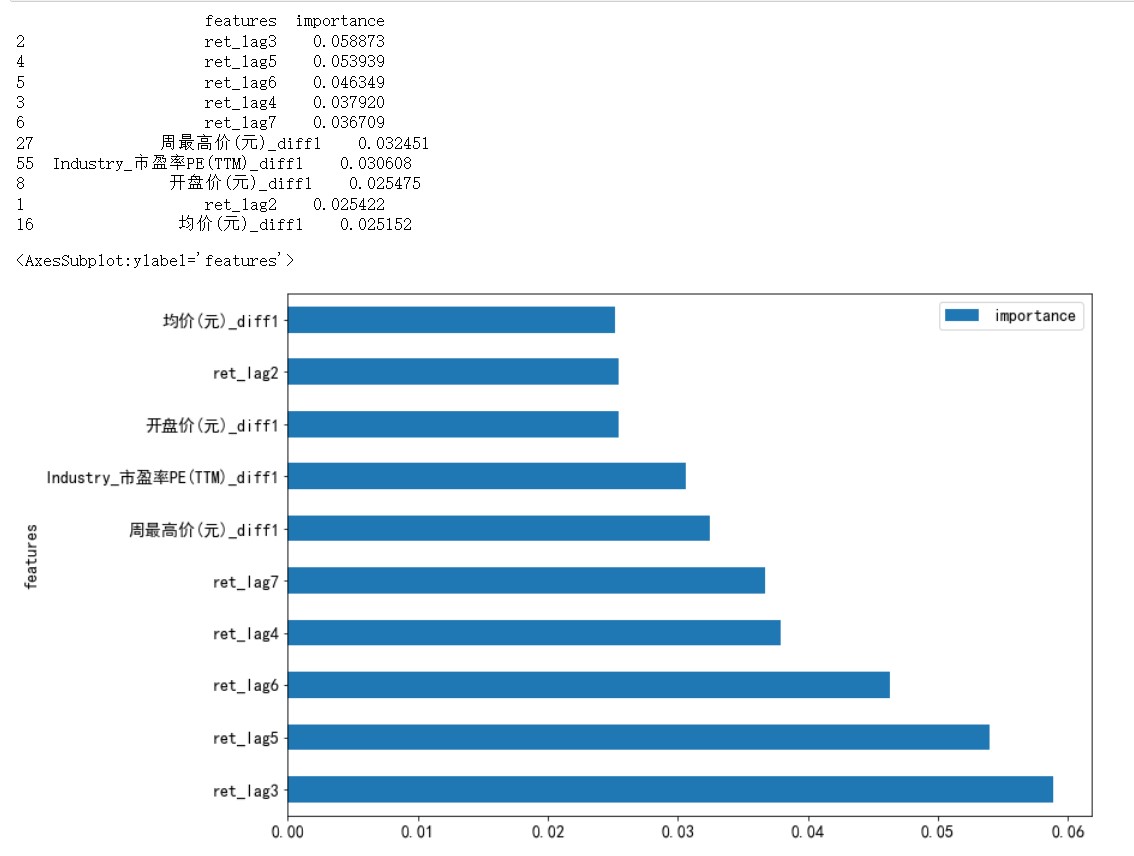 features importance
2 ret_lag3 0.058873
4 ret_lag5 0.053939
5 ret_lag6 0.046349
3 ret_lag4 0.037920
6 ret_lag7 0.036709
27 周最高价(元)_diff1 0.032451
55 Industry_市盈率PE(TTM)_diff1 0.030608
8 开盘价(元)_diff1 0.025475
1 ret_lag2 0.025422
16 均价(元)_diff1 0.025152
<AxesSubplot:ylabel='features'>
importance
均价(元)_diff1
ret_lag2
开盘价(元)_diff1
Industry_市盈率PE(TTM)_diff1
周最高价(元)_diff1
features
ret_lag7
ret_lag4
ret_lag6
ret_lag5
ret_lag3
0.00 0.01 0.02 0.03 0.04 0.05 0.06